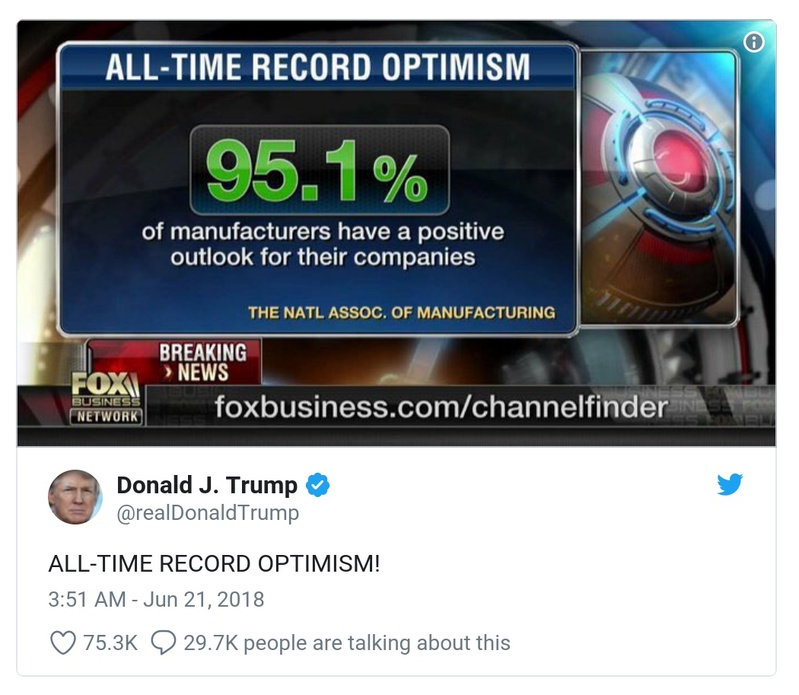 ALL-TIME RECORD OPTIMISM
95.1%
of manufacturers have a positive
outlook for their companies
THE NATL ASSOC. OF MANUFACTURING
BREAKING
› NEWS
FOX
BUSINESS
NETWORK
foxbusiness.com/channelfinder
Donald J. Trump
@realDonaldTrump
ALL-TIME RECORD OPTIMISM!
3:51 AM - Jun 21, 2018
75.3K 29.7K people are talking about this